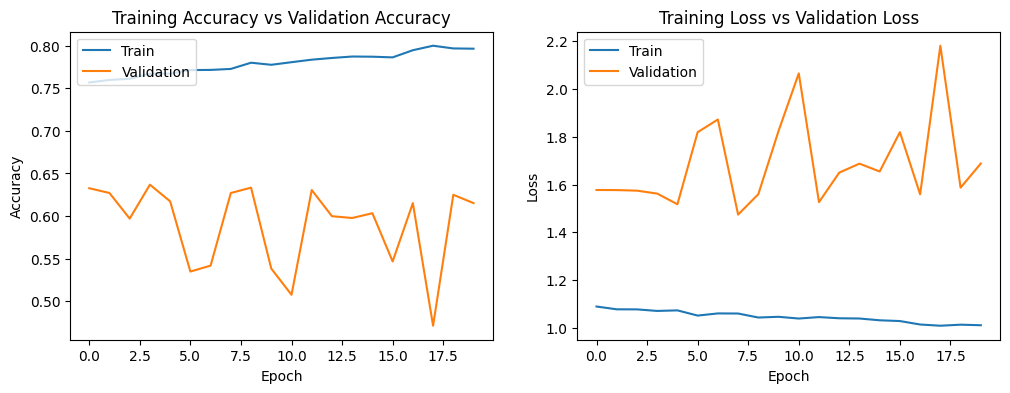 Training Accuracy vs Validation Accuracy
Train
Validation
0.80
0.75
0.70
0.65
0.60
0.55
0.50
Accuracy
0.0 2.5 5.0 7.5 10.0 12.5 15.0 17.5
Epoch
Training Loss vs Validation Loss
Train
Validation
2.2
2.0
1.8
1.6
1.4
1.2
1.0
Loss
0.0 2.5 5.0 7.5 10.0 12.5 15.0 17.5
Epoch